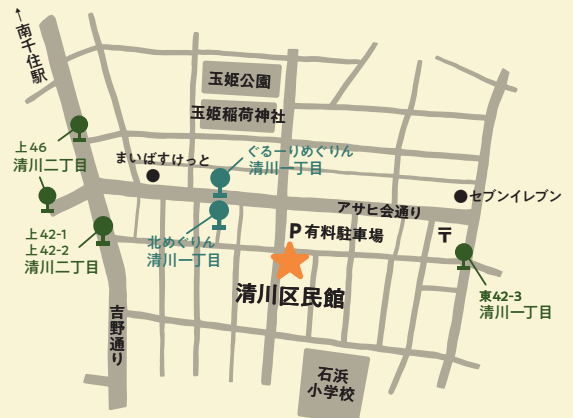 ↑南千住駅
玉姫公園
玉姫稲荷神社
上46
清川二丁目
まいばすけっと
ぐるーりめぐりん
清川一丁目
アサヒ会通り
セブンイレブン
上42-1
上42-2
清川二丁目
北めぐりん
清川一丁目
P有料駐車場
〒
清川区民館
東42-3
清川一丁目
吉野通り
石浜
小学校